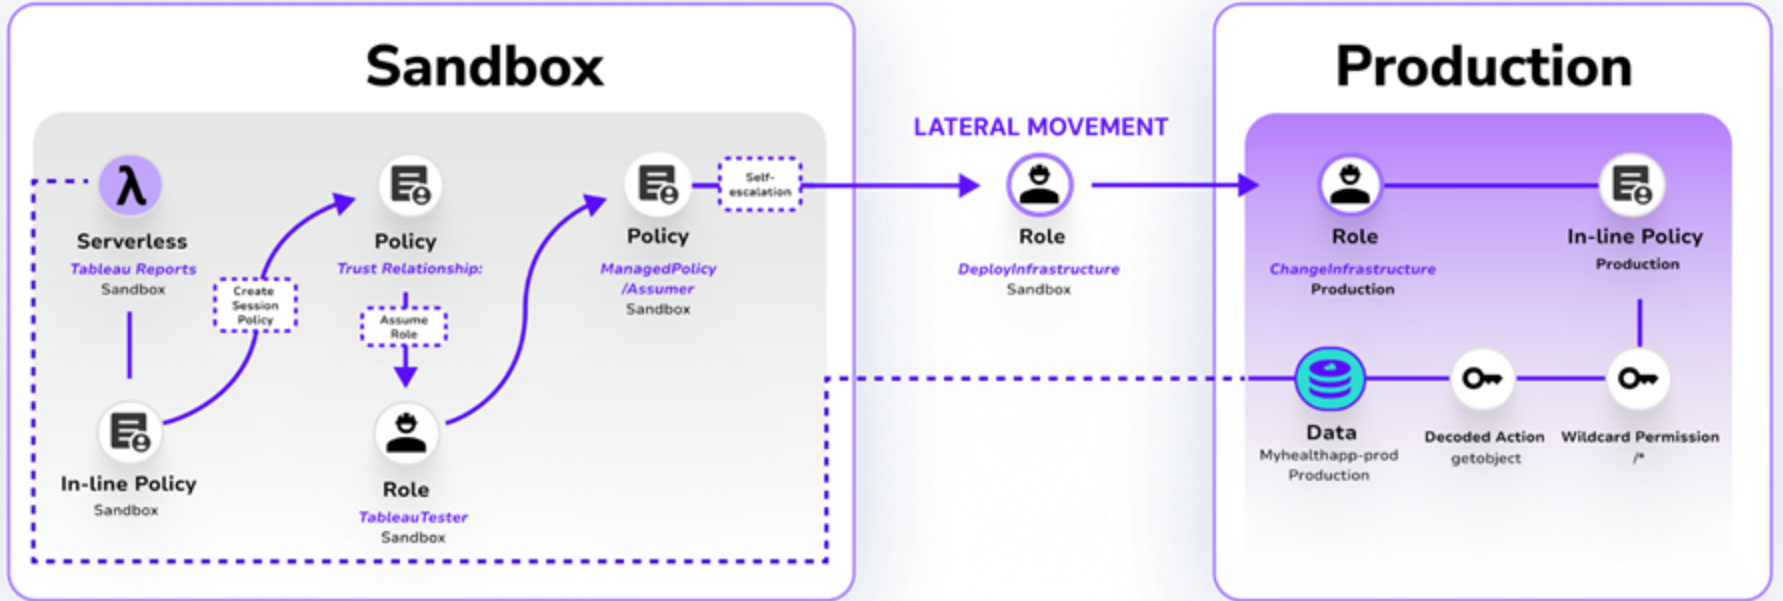 Sandbox
λ
Serverless
Tableau Reports
Sandbox
In-line Policy
Sandbox
Create
Session
Policy
Policy
Trust Relationship:
Assume
Role
Role
TableauTester
Sandbox
Policy
ManagedPolicy
/Assumer
Sandbox
Self-
escalation
LATERAL MOVEMENT
Role
DeployInfrastructure
Sandbox
Production
Role
ChangeInfrastructure
Production
In-line Policy
Production
Data
Myhealthapp-prod
Production
Decoded Action
getobject
Wildcard Permission
/*